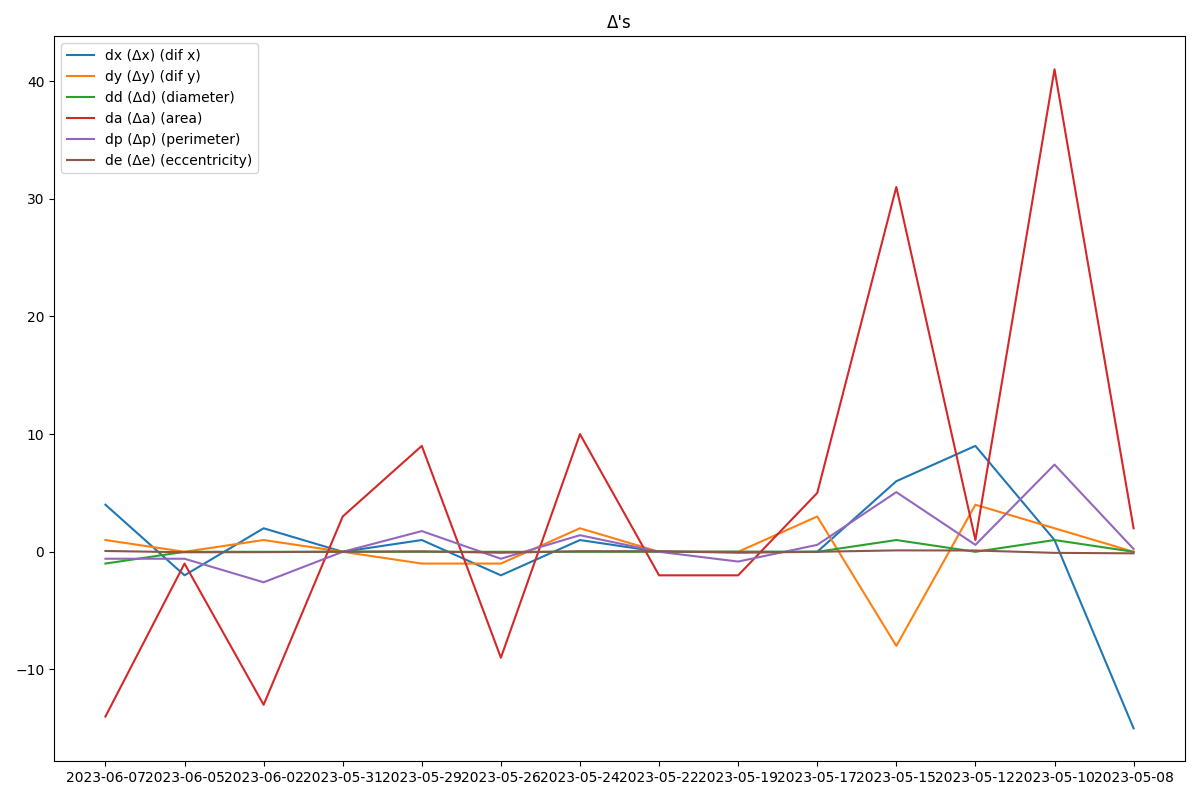 Δ's
dx (Δx) (dif x)
dy (Δy) (dif y)
dd (Δd) (diameter)
da (Δa) (area)
dp (Δp) (perimeter)
de (Δe) (eccentricity)
40
30
20
10
0
−10
2023-06-07 2023-06-05 2023-06-02 2023-05-31 2023-05-29 2023-05-26 2023-05-24 2023-05-22 2023-05-19 2023-05-17 2023-05-15 2023-05-12 2023-05-10 2023-05-08